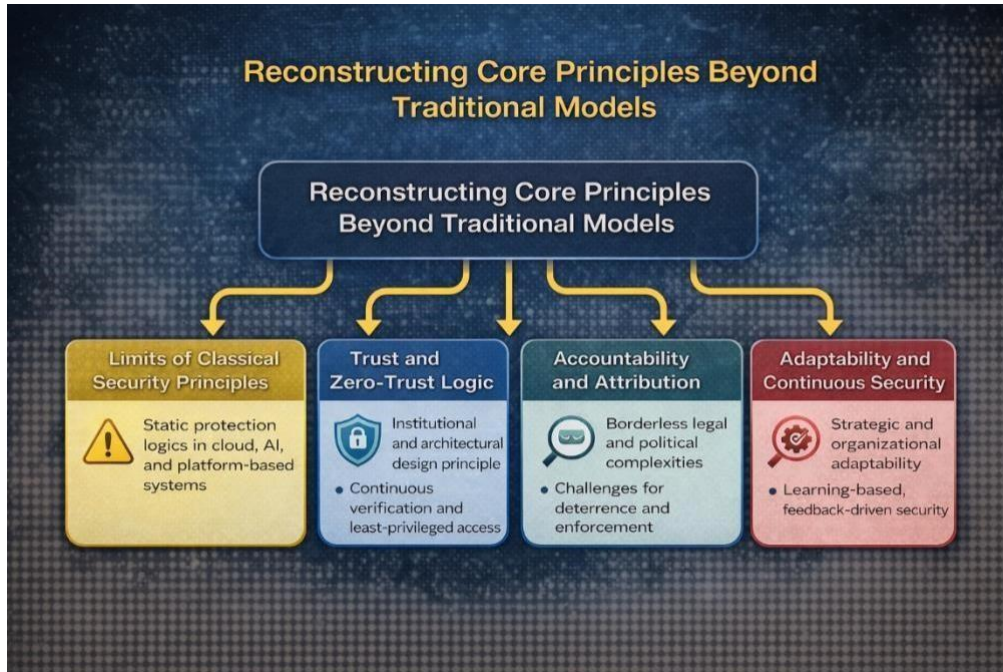 Reconstructing Core Principles Beyond
Traditional Models
Reconstructing Core Principles
Beyond Traditional Models
Limits of Classical
Security Principles
Static protection
logics in cloud, AI,
and platform-based
systems
Trust and
Zero-Trust Logic
Institutional
and architectural
design principle
• Continuous
verification and
least-privileged access
Accountability
and Attribution
Borderless legal
and political
complexities
• Challenges for
deterrence and
enforcement
Adaptability and
Continuous Security
Strategic and
organizational
adaptability
• Learning-based,
feedback-driven security